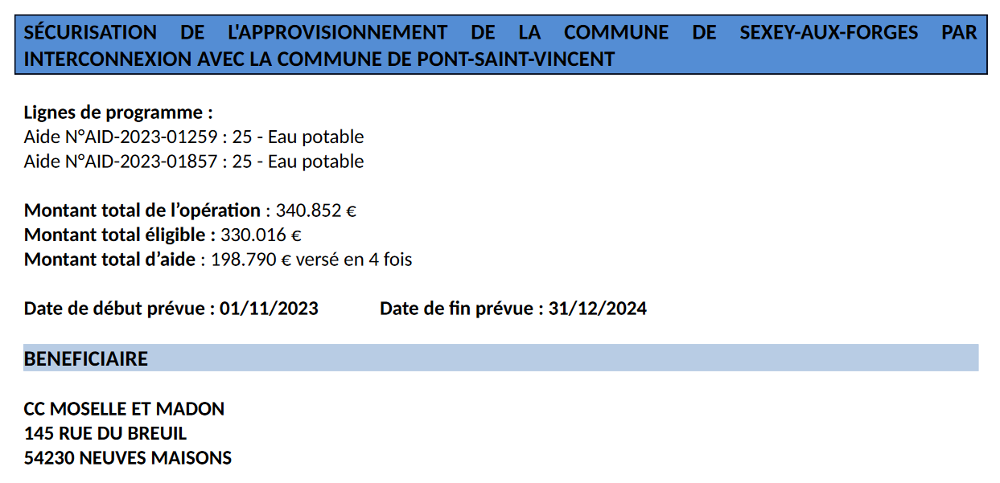 SÉCURISATION DE L'APPROVISIONNEMENT DE LA COMMUNE DE SEXEY-AUX-FORGES PAR
INTERCONNEXION AVEC LA COMMUNE DE PONT-SAINT-VINCENT
Lignes de programme :
Aide N°AID-2023-01259 : 25 - Eau potable
Aide N°AID-2023-01857 : 25 - Eau potable
Montant total de l’opération : 340.852 €
Montant total éligible : 330.016 €
Montant total d’aide : 198.790 € versé en 4 fois
Date de début prévue : 01/11/2023 Date de fin prévue : 31/12/2024
BENEFICIAIRE
CC MOSELLE ET MADON
145 RUE DU BREUIL
54230 NEUVES MAISONS